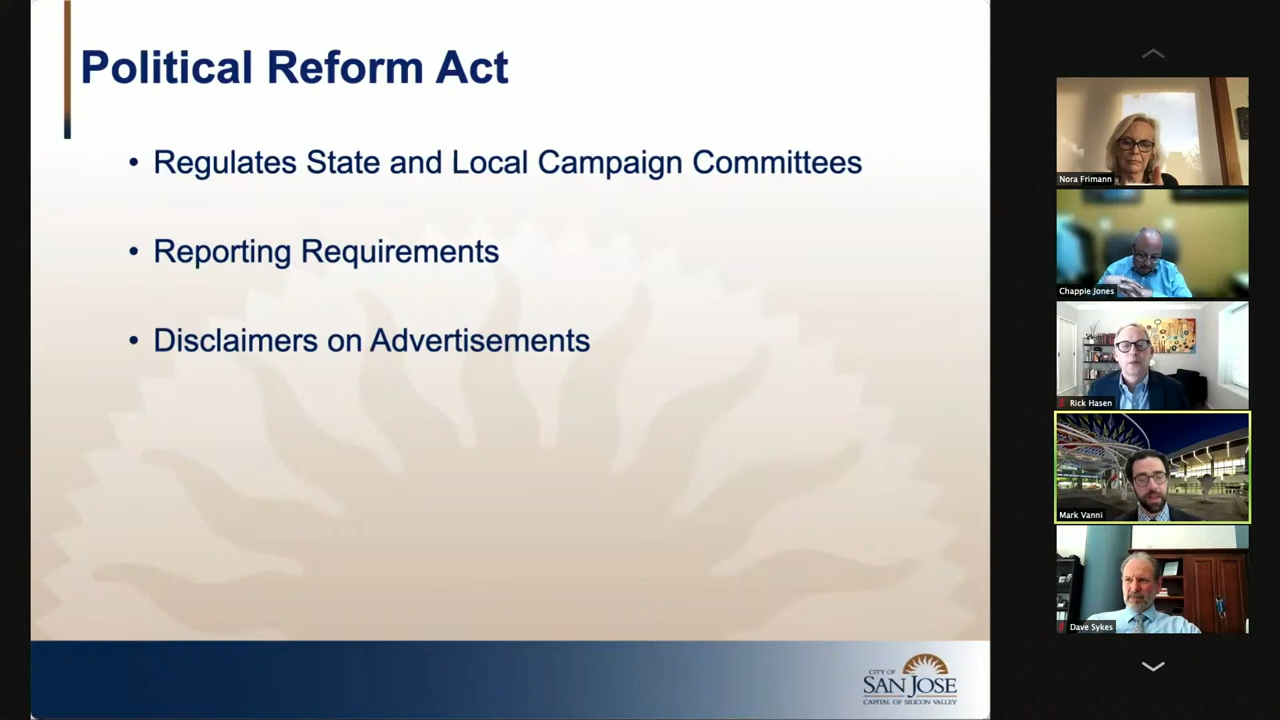 Political Reform Act
• Regulates State and Local Campaign Committees
• Reporting Requirements
• Disclaimers on Advertisements
CITY OF
SAN JOSE
CAPITAL OF SILICON VALLEY
Nora Frimann
Chappie Jones
Rick Hasen
Mark Vanni
Dave Sykes